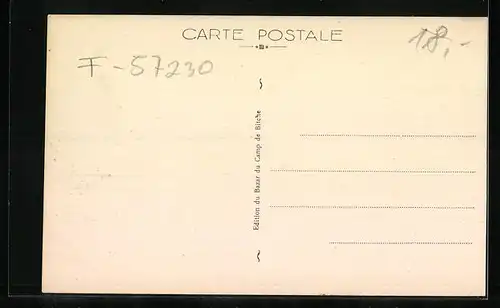 CARTE POSTALE
18,-
F-57230
Edition du Bazar du Camp de Bitche